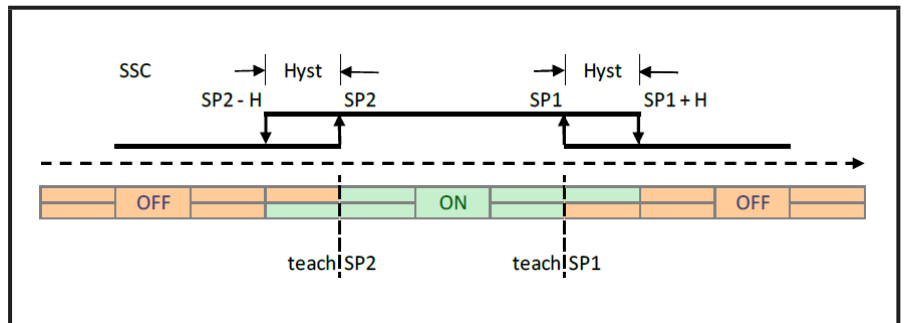 SSC Hyst Hyst
SP2 - H SP2 SP1 SP1 + H
OFF ON OFF
teach SP2 teach SP1